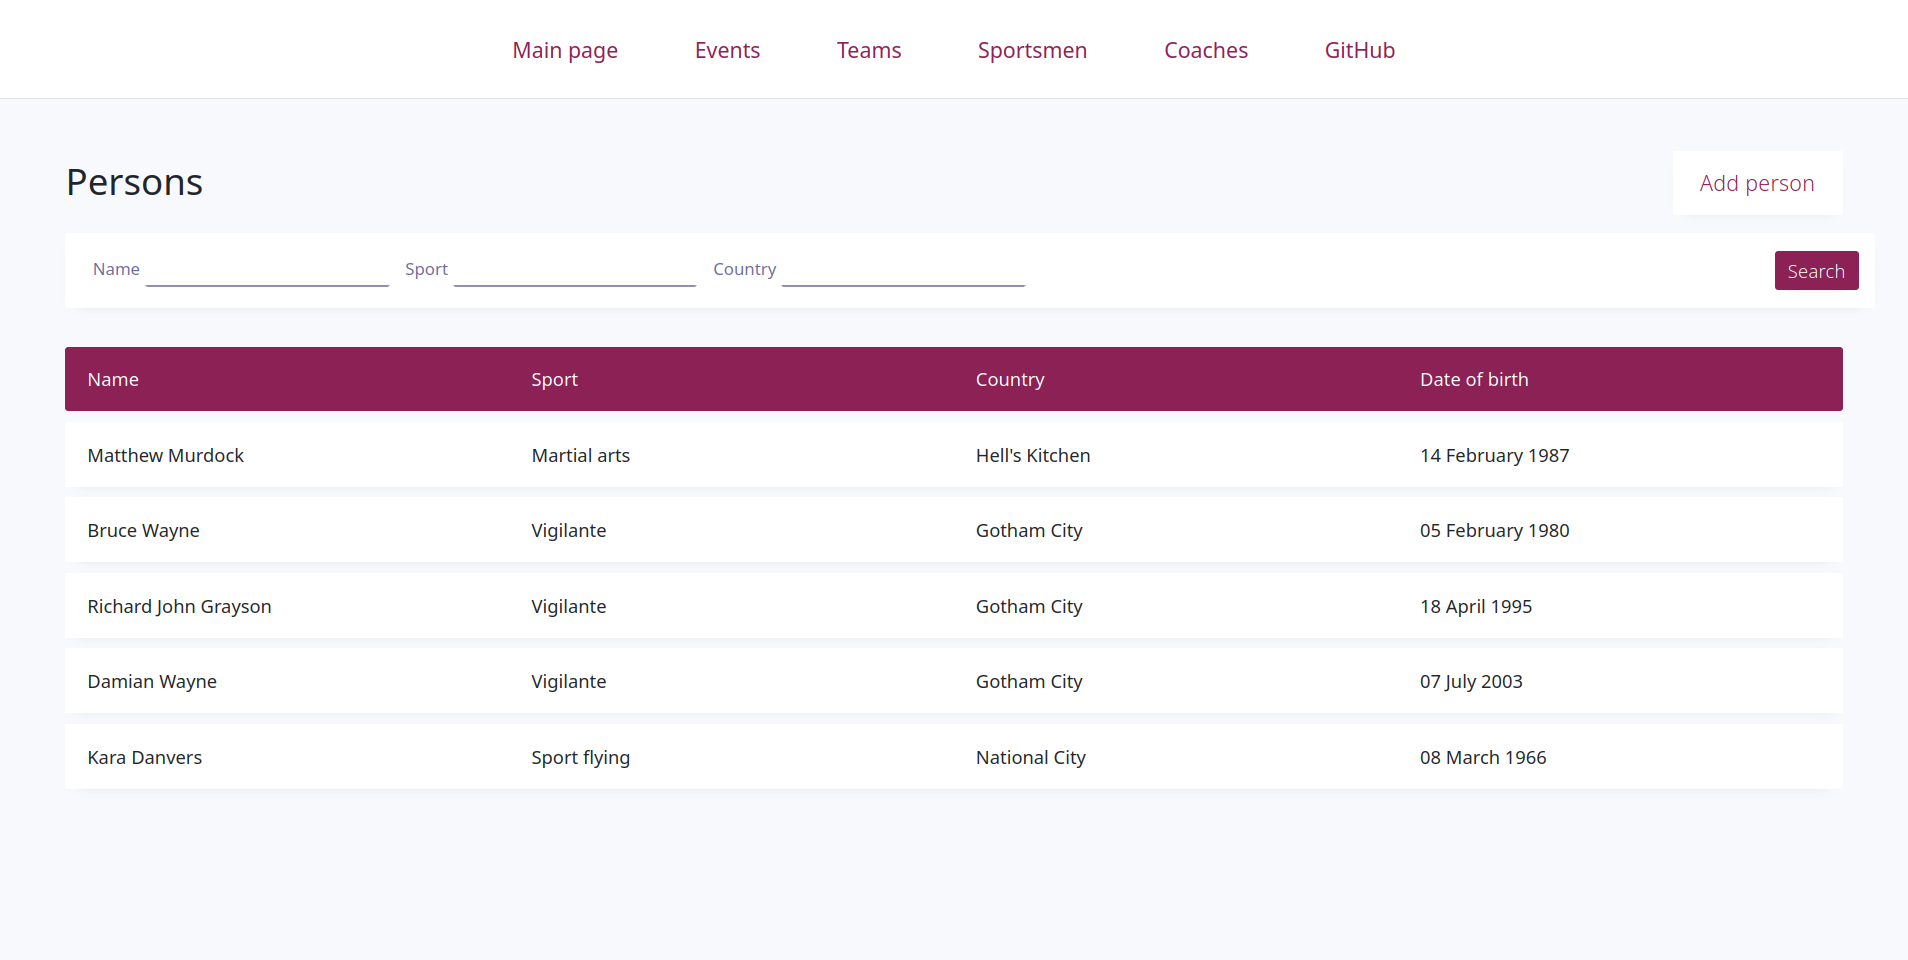 Main page Events Teams Sportsmen Coaches GitHub
Persons
Add person
Name Sport Country Search
Name Sport Country Date of birth
Matthew Murdock Martial arts Hell's Kitchen 14 February 1987
Bruce Wayne Vigilante Gotham City 05 February 1980
Richard John Grayson Vigilante Gotham City 18 April 1995
Damian Wayne Vigilante Gotham City 07 July 2003
Kara Danvers Sport flying National City 08 March 1966